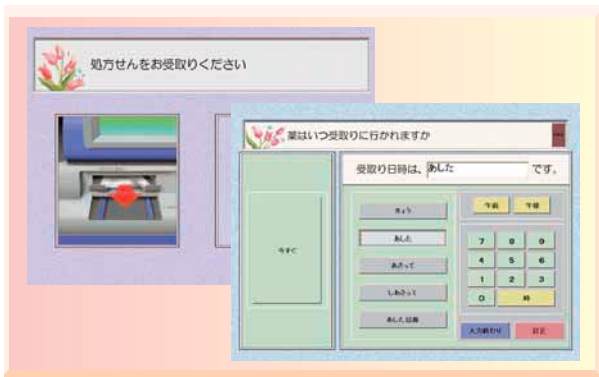 処方せんをお受取りください
薬はいつ受取りに行かれますか
受取り日時は、あした です。
今すぐ
きょう
あした
あさって
しあさって
あした以降
午前 午後
7 8 9
4 5 6
1 2 3
0 時
入力終わり 訂正